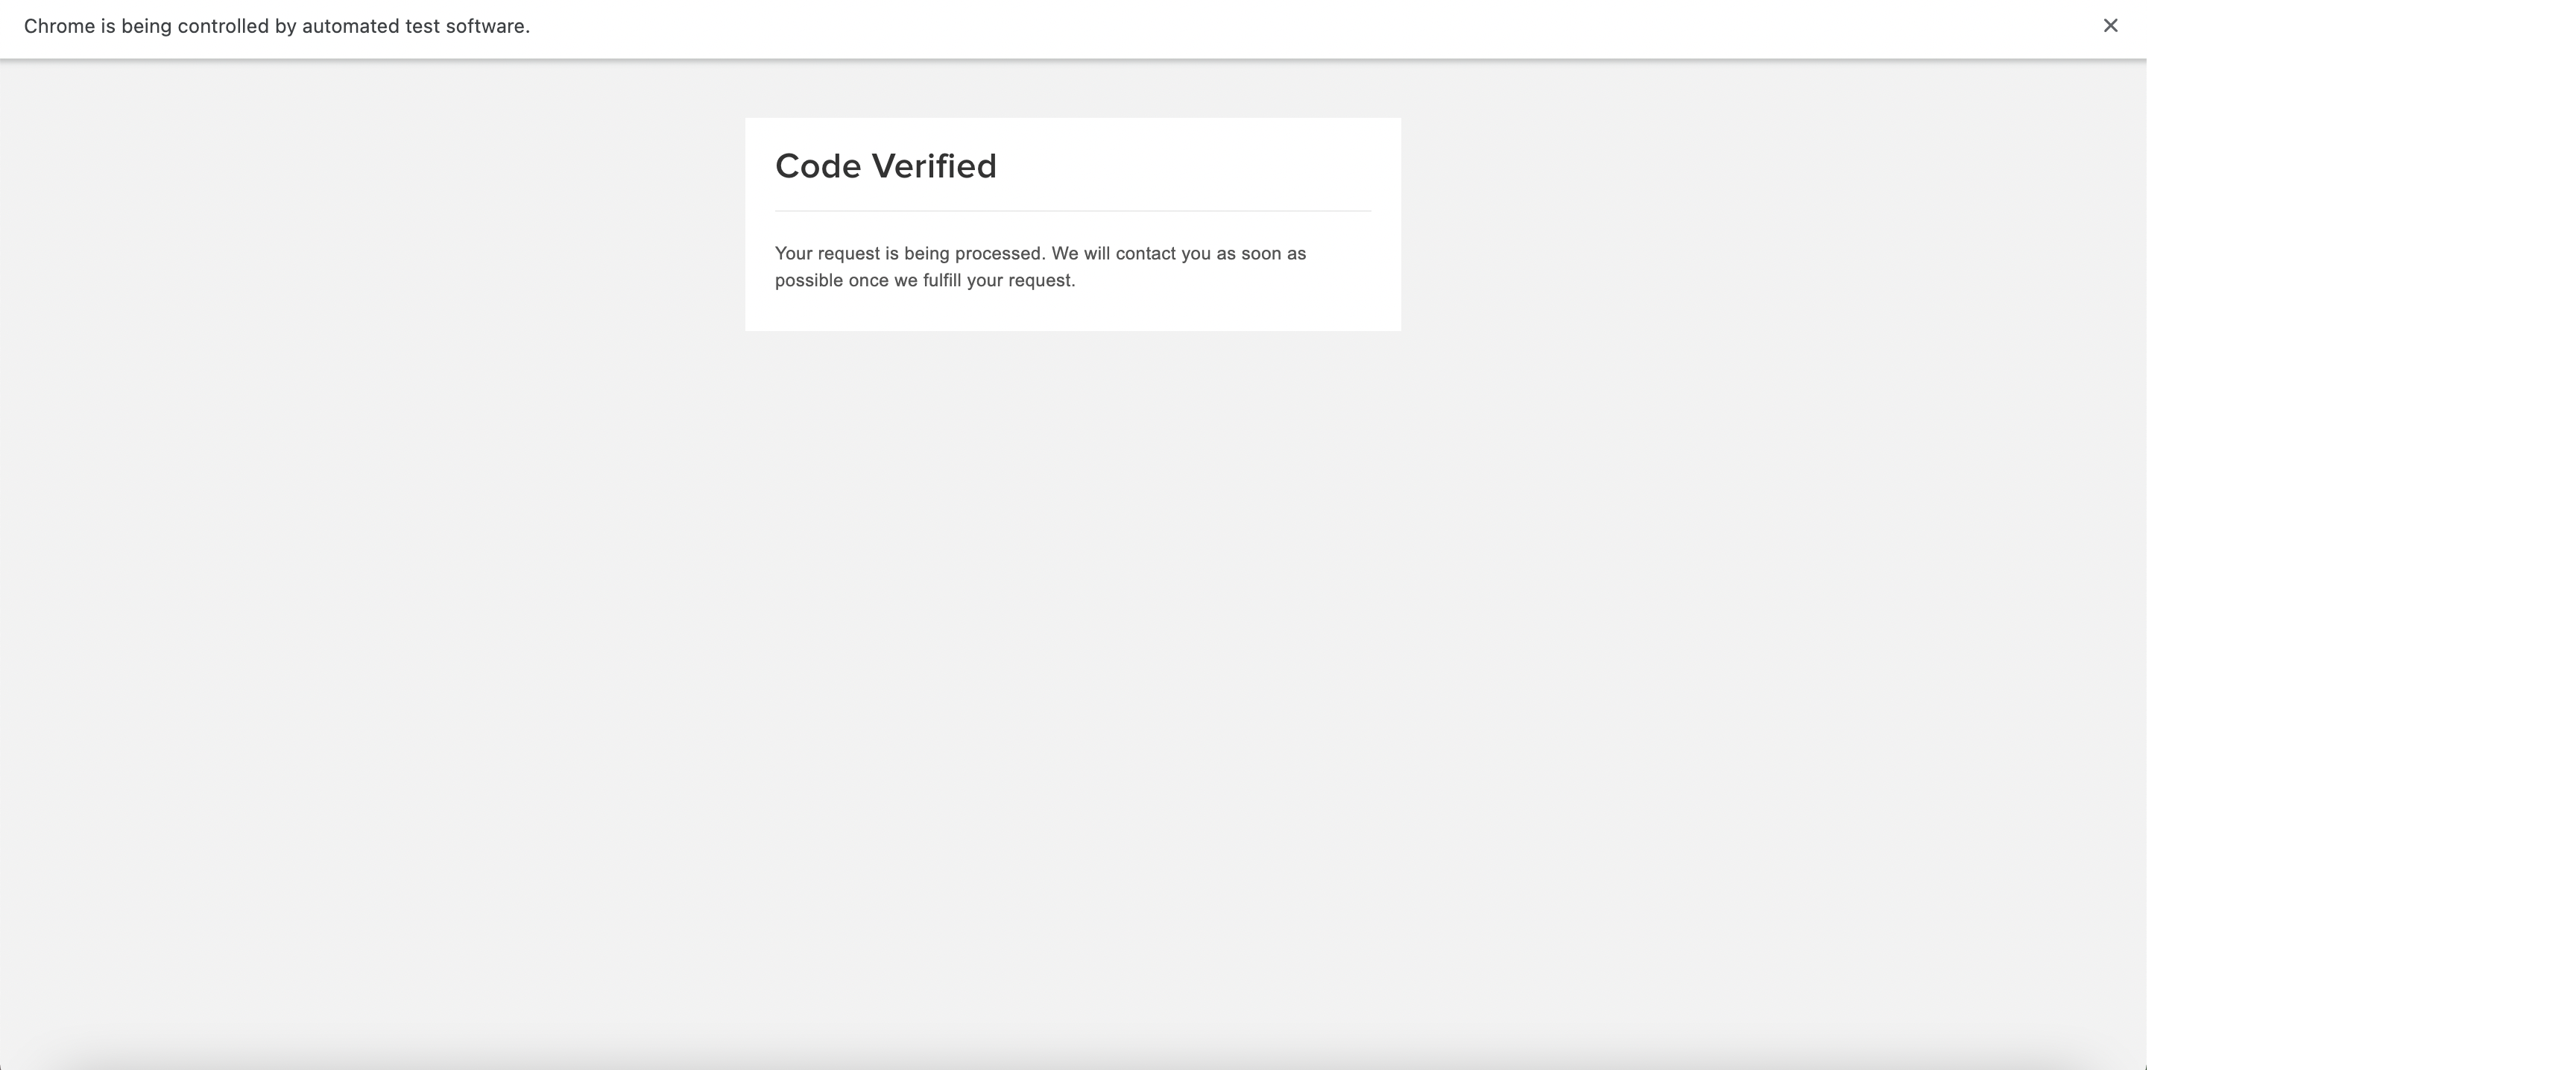 Chrome is being controlled by automated test software.
Code Verified
Your request is being processed. We will contact you as soon as
possible once we fulfill your request.